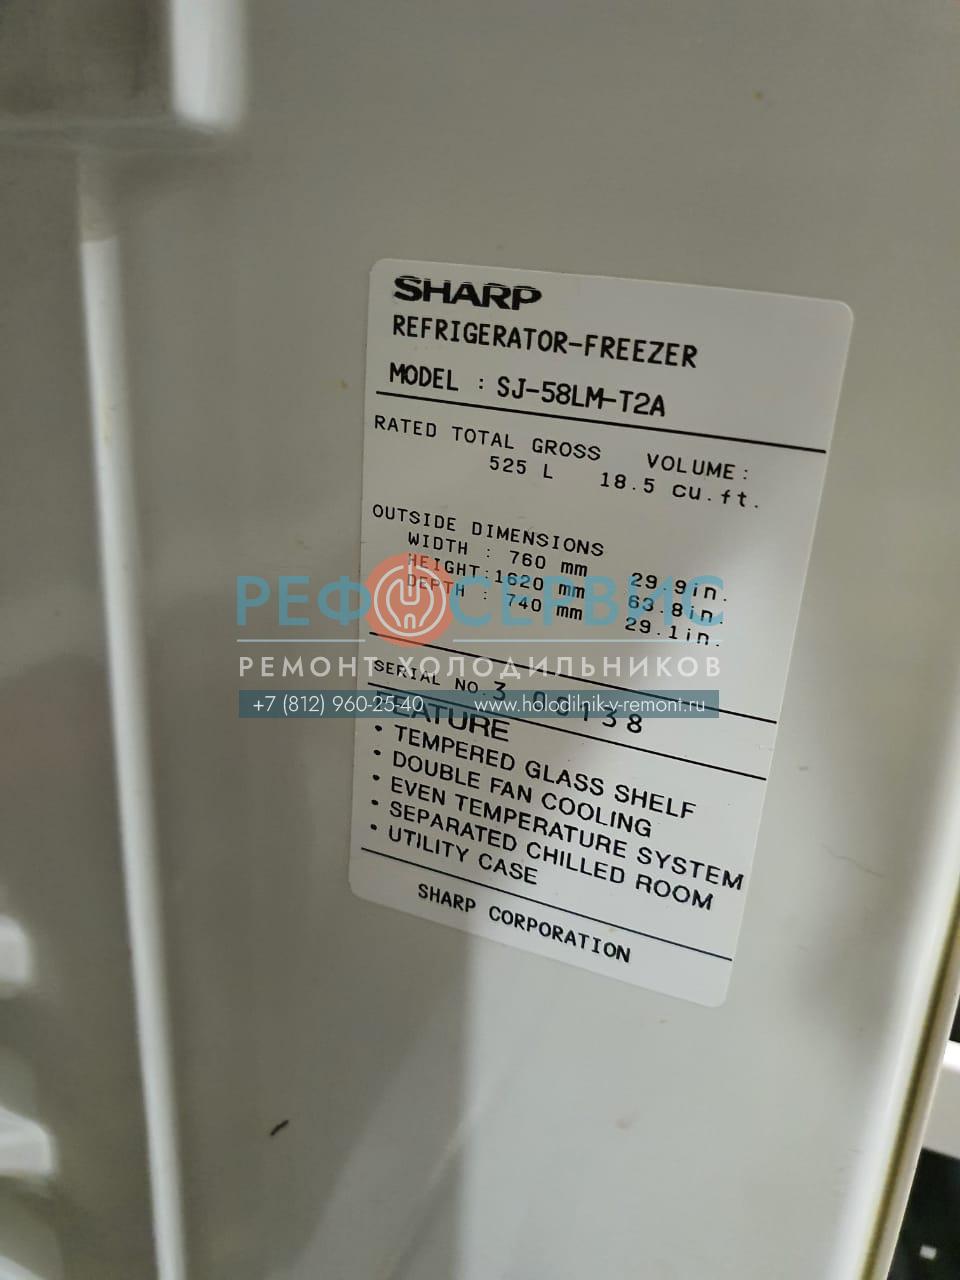 SHARP
REFRIGERATOR-FREEZER
MODEL : SJ-58LM-T2A
RATED TOTAL GROSS VOLUME:
525 L 18.5 cu.ft.
OUTSIDE DIMENSIONS
WIDTH : 760 mm 29.9in.
HEIGHT:1620 mm 63.8in.
DEPTH : 740 mm 29.1in.
РЕФ СЕРВИС
РЕМОНТ ХОЛОДИЛЬНИКОВ
SERIAL NO.
+7 (812) 960-25-40 www.holodilnik-y-remont.ru
FEATURE
• TEMPERED GLASS SHELF
• DOUBLE FAN COOLING
• EVEN TEMPERATURE SYSTEM
• SEPARATED CHILLED ROOM
• UTILITY CASE
SHARP CORPORATION